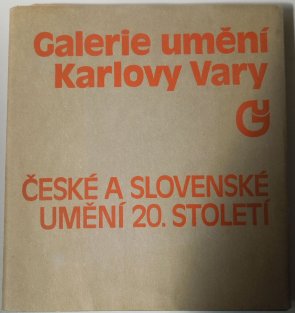 Galerie umění
Karlovy Vary
ČESKÉ A SLOVENSKÉ
UMĚNÍ 20. STOLETÍ